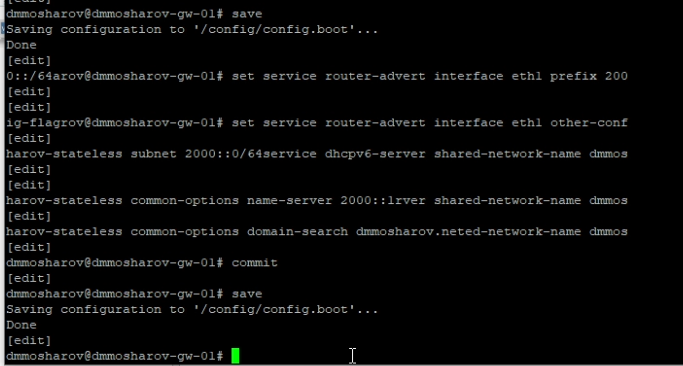 [edit]
dmmosharov@dmmosharov-gw-01# save
Saving configuration to '/config/config.boot'...
Done
[edit]
0::/64arov@dmmosharov-gw-01# set service router-advert interface eth1 prefix 200
[edit]
[edit]
ig-flagrov@dmmosharov-gw-01# set service router-advert interface eth1 other-conf
[edit]
harov-stateless subnet 2000::0/64service dhcpv6-server shared-network-name dmmos
[edit]
[edit]
harov-stateless common-options name-server 2000::1rver shared-network-name dmmos
[edit]
harov-stateless common-options domain-search dmmosharov.neted-network-name dmmos
[edit]
dmmosharov@dmmosharov-gw-01# commit
[edit]
dmmosharov@dmmosharov-gw-01# save
Saving configuration to '/config/config.boot'...
Done
[edit]
dmmosharov@dmmosharov-gw-01#